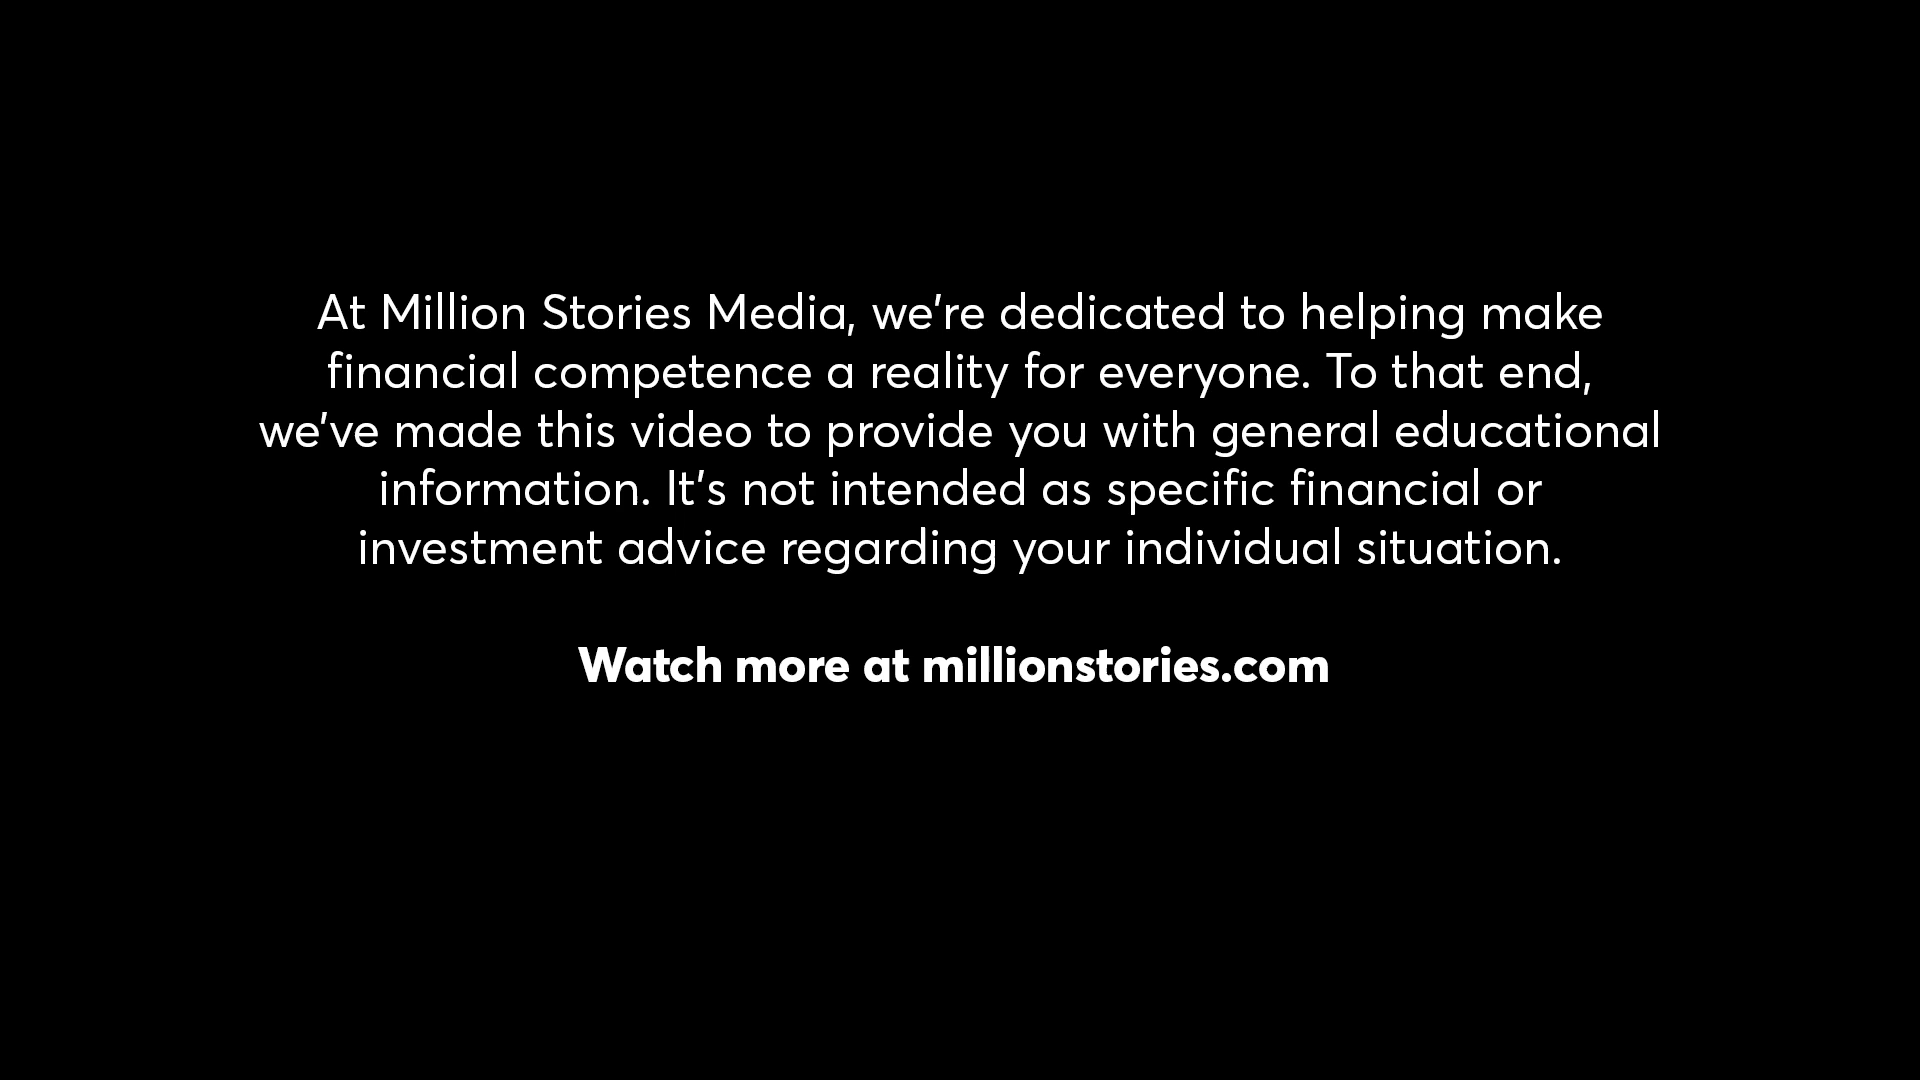 At Million Stories Media, we’re dedicated to helping make
financial competence a reality for everyone. To that end,
we’ve made this video to provide you with general educational
information. It’s not intended as specific financial or
investment advice regarding your individual situation.
Watch more at millionstories.com